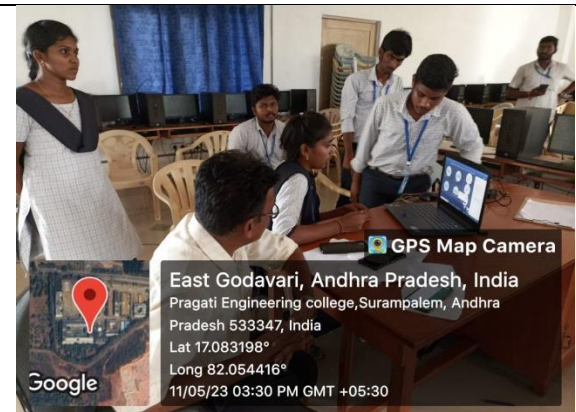 GPS Map Camera
East Godavari, Andhra Pradesh, India
Pragati Engineering college,Surampalem, Andhra
Pradesh 533347, India
Lat 17.083198°
Long 82.054416°
11/05/23 03:30 PM GMT +05:30
Google